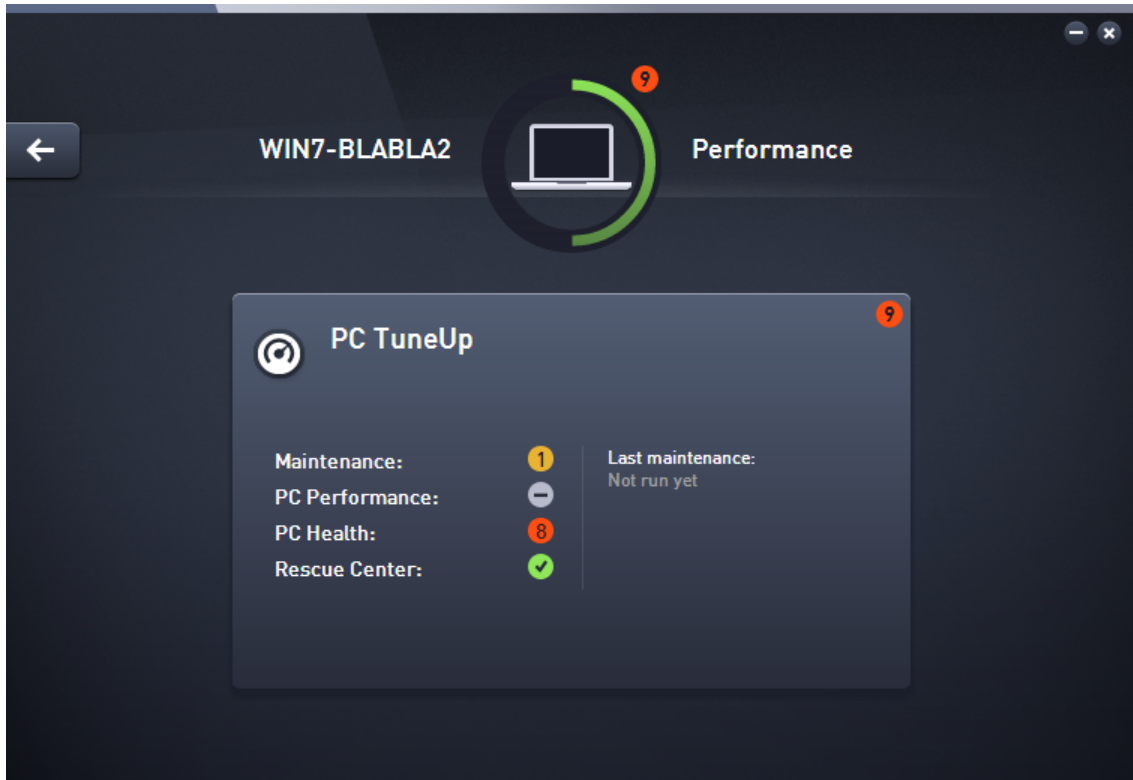 9
WIN7-BLABLA2
Performance
9
PC TuneUp
Maintenance: 1
Last maintenance:
PC Performance:
Not run yet
PC Health: 8
Rescue Center: